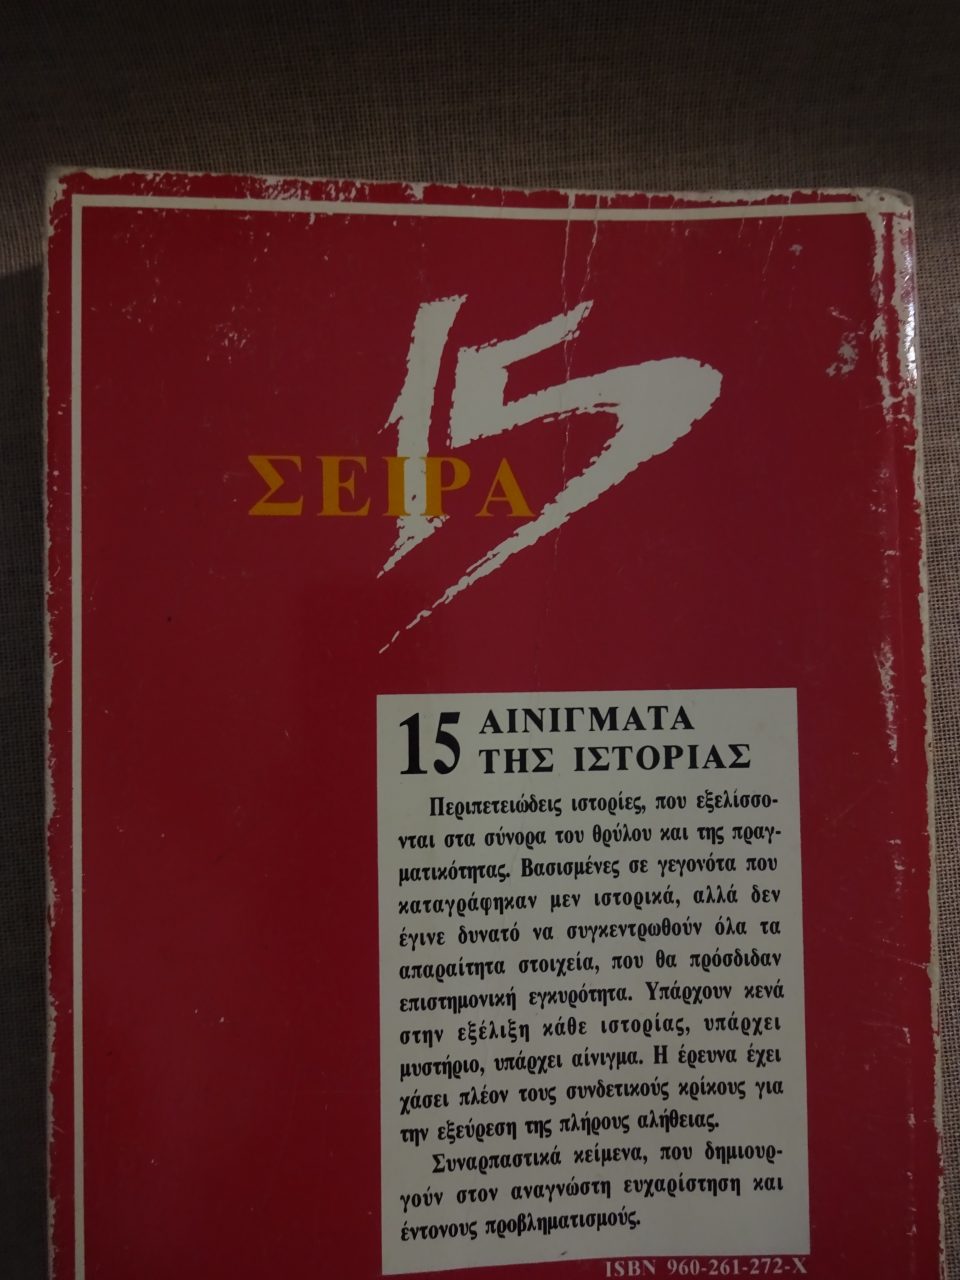 15
ΣΕΙΡΑ
15 ΑΙΝΙΓΜΑΤΑ
ΤΗΣ ΙΣΤΟΡΙΑΣ
Περιπετειώδεις ιστορίες, που εξελίσσο-
νται στα σύνορα του θρύλου και της πραγ-
ματικότητας. Βασισμένες σε γεγονότα που
καταγράφηκαν μεν ιστορικά, αλλά δεν
έγινε δυνατό να συγκεντρωθούν όλα τα
απαραίτητα στοιχεία, που θα πρόσδιδαν
επιστημονική εγκυρότητα. Υπάρχουν κενά
στην εξέλιξη κάθε ιστορίας, υπάρχει
μυστήριο, υπάρχει αίνιγμα. Η έρευνα έχει
χάσει πλέον τους συνδετικούς κρίκους για
την εξεύρεση της πλήρους αλήθειας.
Συναρπαστικά κείμενα, που δημιουρ-
γούν στον αναγνώστη ευχαρίστηση και
έντονους προβληματισμούς.
ISBN 960-261-272-X